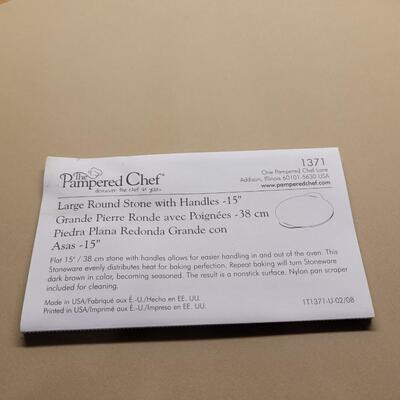 1371
The
Pampered Chef
discover the chef in you
One Pampered Chef Lane
Addison, Illinois 60101-5630 USA
www.pamperedchef.com
Large Round Stone with Handles -15"
Grande Pierre Ronde avec Poignées -38 cm
Piedra Plana Redonda Grande con
Asas -15"
Flat 15" / 38 cm stone with handles allows for easier handling in and out of the oven. This
Stoneware evenly distributes heat for baking perfection. Repeat baking will turn Stoneware
dark brown in color, becoming seasoned. The result is a nonstick surface. Nylon pan scraper
included for cleaning.
Made in USA/Fabriqué aux É.-U./Hecho en EE. UU.
Printed in USA/Imprimé aux É.-U./Impreso en EE. UU.
1T1371-U-02/08